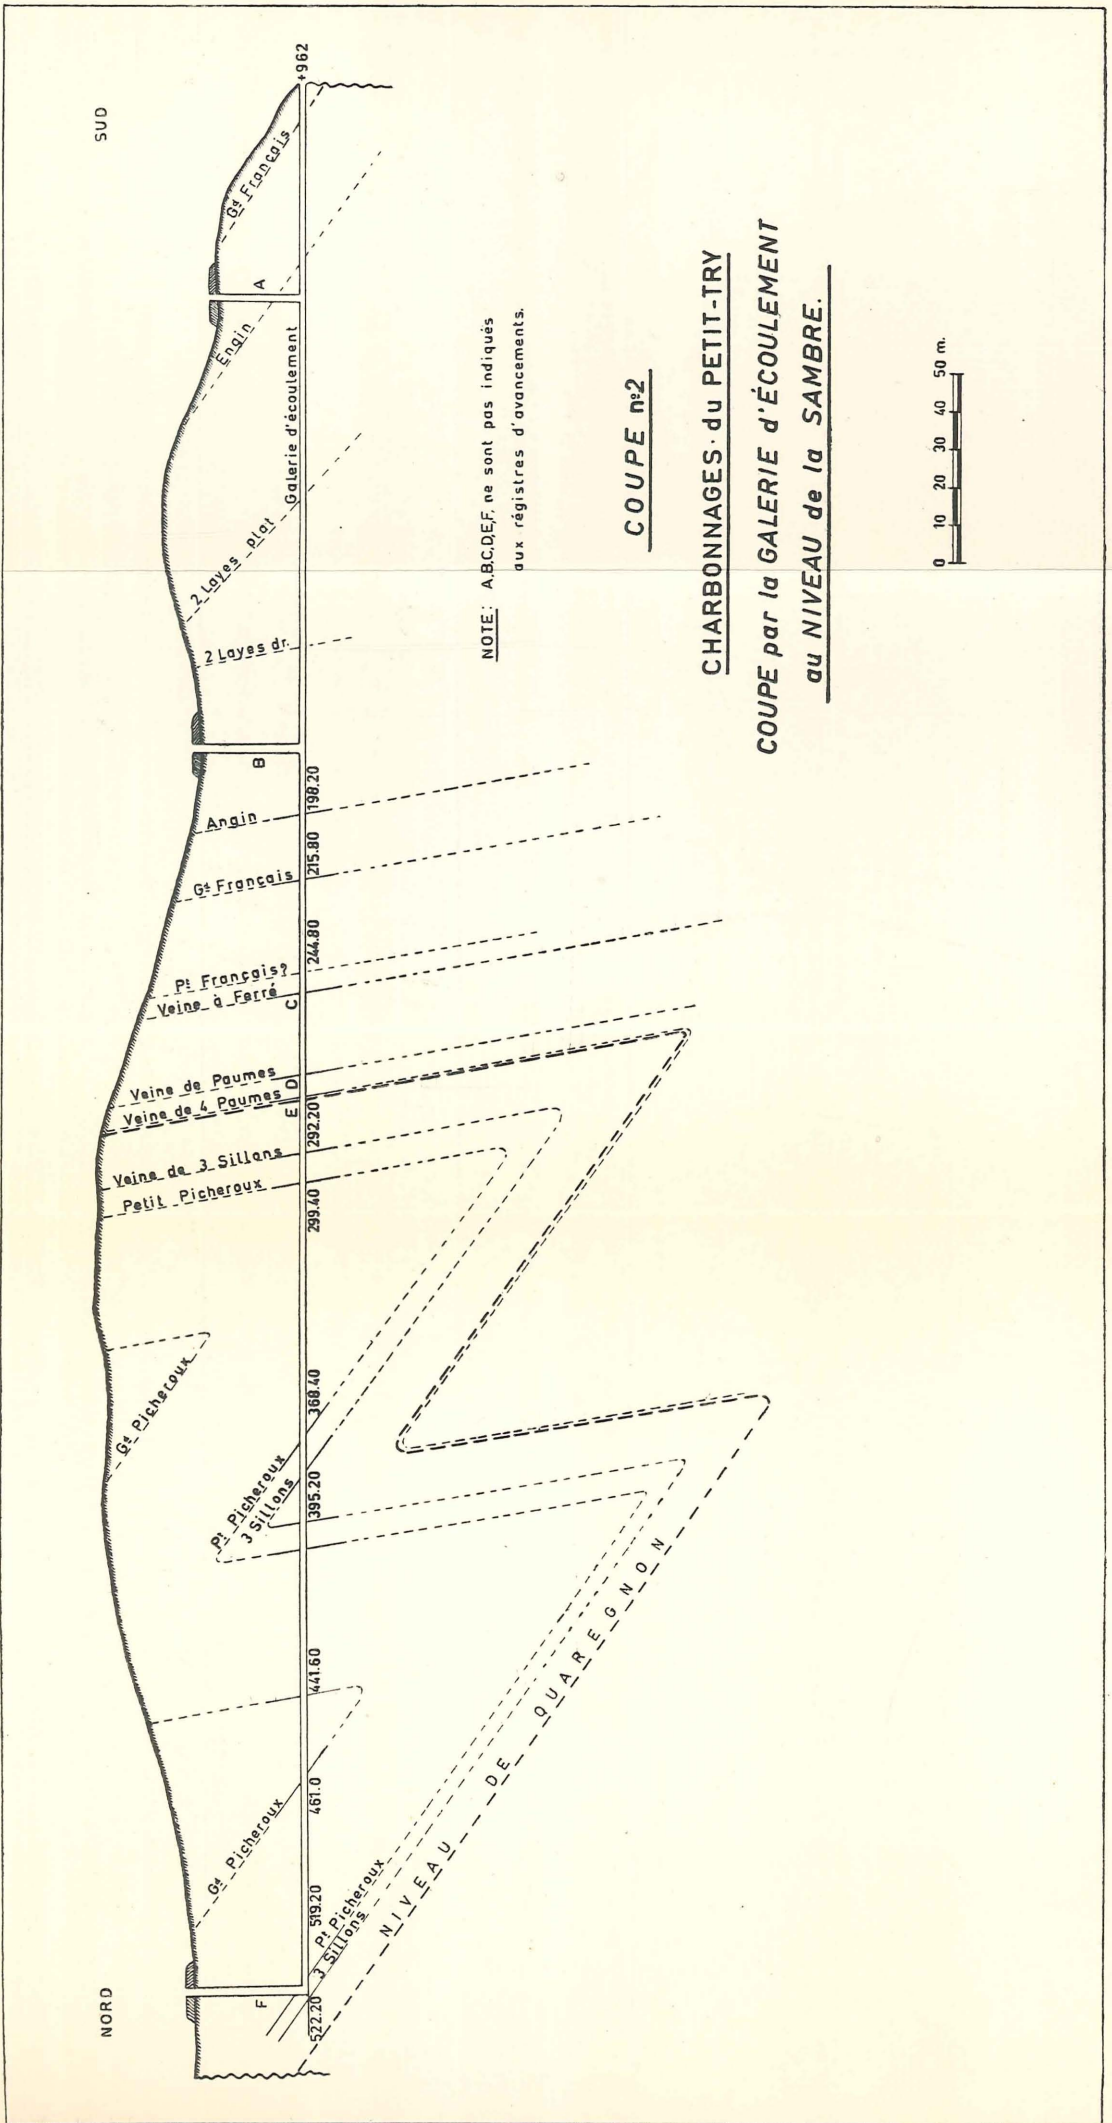 NORD
SUD
+962
Gd Français
A
Engin
Galerie d'écoulement
2 Layes plat
2 Layes dr.
B
198.20
Angin
215.80
Gd Français
244.80
Pt Français?
Veine à Ferré
C
Veine de Paumes
D
Veine de 4 Paumes
E
292.20
Veine de 3 Sillons
Petit Picheroux
299.40
Gd Picheroux
368.40
Pt Picheroux
3 Sillons
395.20
441.60
Gd Picheroux
461.0
519.20
Pt Picheroux
3 Sillons
F
522.20
NIVEAU DE QUAREGNON
NOTE: A,B,C,D,E,F, ne sont pas indiqués
aux régistres d'avancements.
COUPE nº2
CHARBONNAGES du PETIT-TRY
COUPE par la GALERIE d'ÉCOULEMENT
au NIVEAU de la SAMBRE.
0 10 20 30 40 50 m.